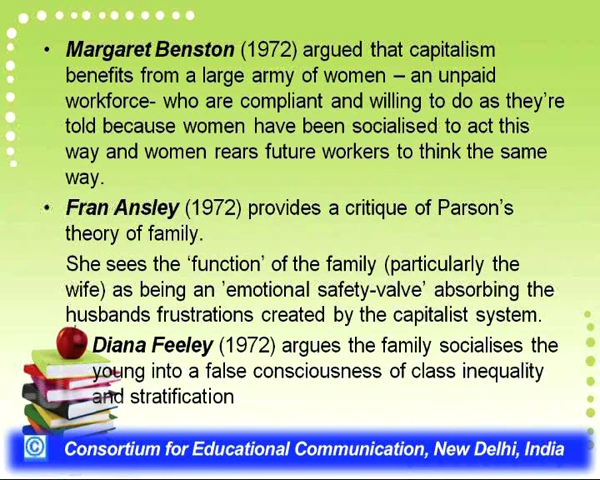 • Margaret Benston (1972) argued that capitalism
benefits from a large army of women – an unpaid
workforce- who are compliant and willing to do as they're
told because women have been socialised to act this
way and women rears future workers to think the same
way.
• Fran Ansley (1972) provides a critique of Parson's
theory of family.
She sees the 'function' of the family (particularly the
wife) as being an 'emotional safety-valve' absorbing the
husbands frustrations created by the capitalist system.
Diana Feeley (1972) argues the family socialises the
young into a false consciousness of class inequality
and stratification
© Consortium for Educational Communication, New Delhi, India